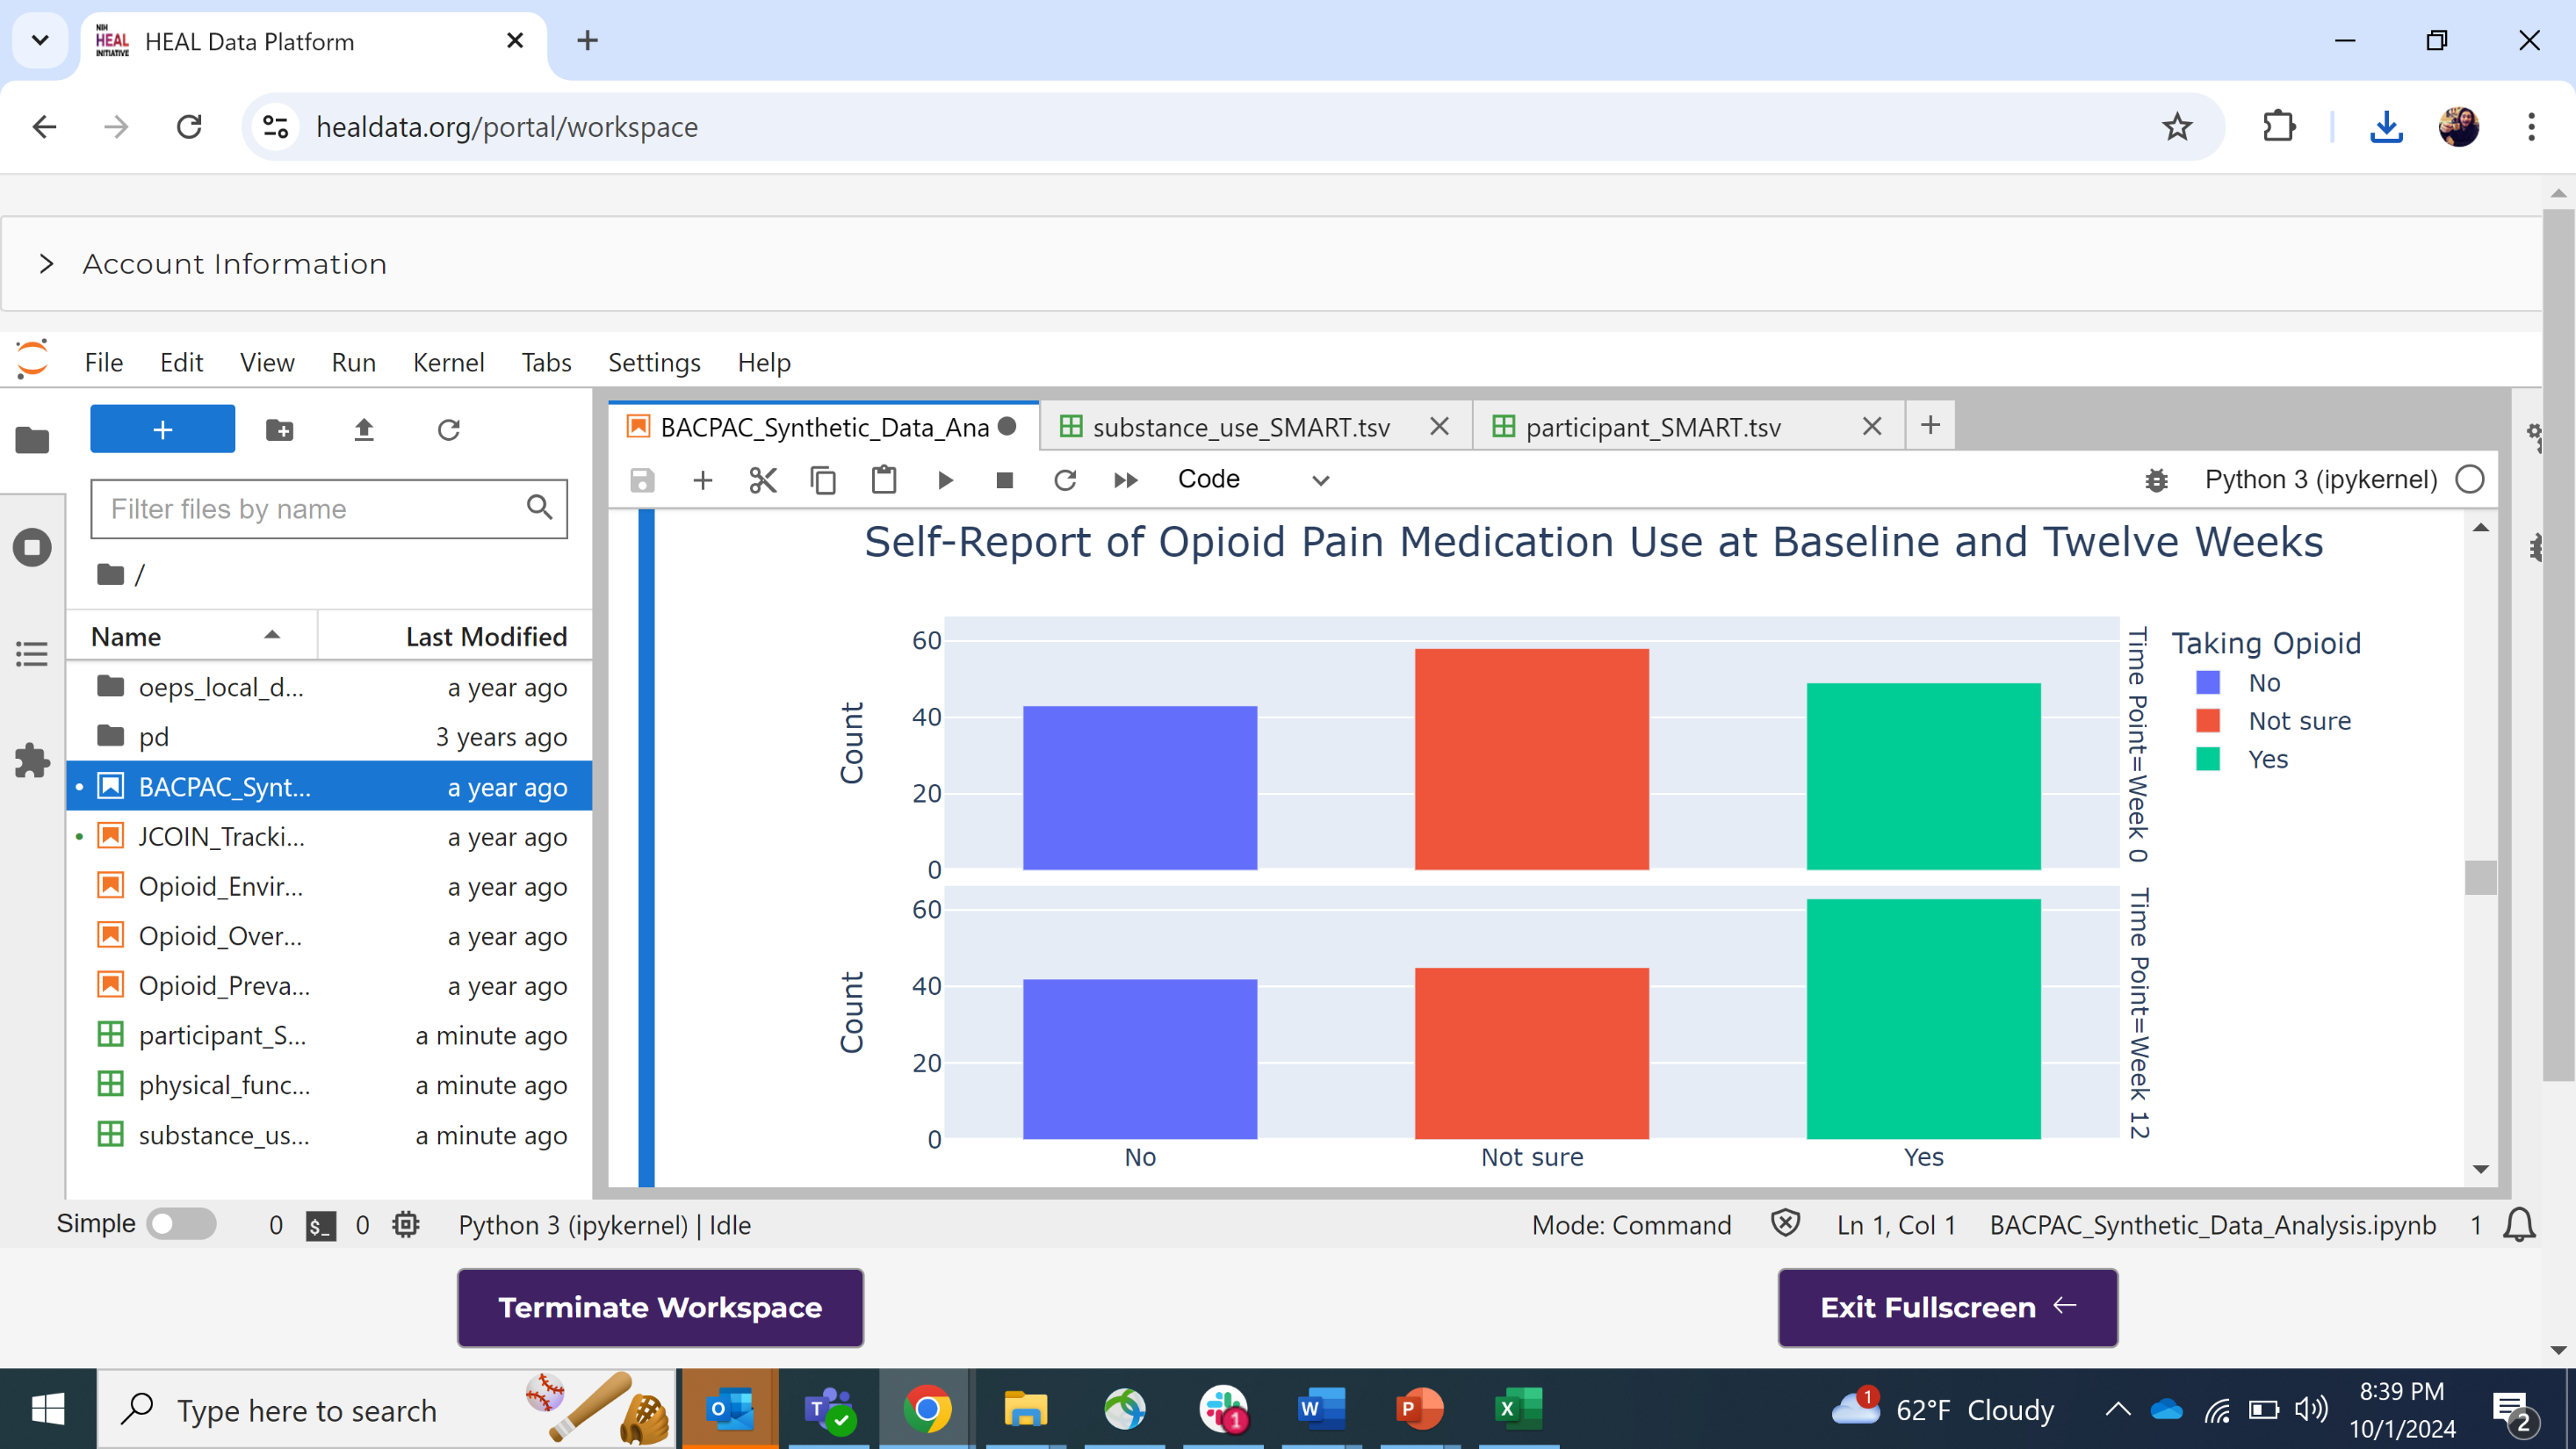 NIH
HEAL
INITIATIVE
HEAL Data Platform
healdata.org/portal/workspace
Account Information
File Edit View Run Kernel Tabs Settings Help
+
BACPAC_Synthetic_Data_Ana
substance_use_SMART.tsv
participant_SMART.tsv
Code
Python 3 (ipykernel)
Filter files by name
/
Name Last Modified
oeps_local_d... a year ago
pd 3 years ago
BACPAC_Synt... a year ago
JCOIN_Tracki... a year ago
Opioid_Envir... a year ago
Opioid_Over... a year ago
Opioid_Preva... a year ago
participant_S... a minute ago
physical_func... a minute ago
substance_us... a minute ago
Self-Report of Opioid Pain Medication Use at Baseline and Twelve Weeks
60
40
20
0
Count
Time Point=Week 0
60
40
20
0
Count
Time Point=Week 12
No Not sure Yes
Taking Opioid
No
Not sure
Yes
Simple 0 $_ 0 Python 3 (ipykernel) | Idle
Mode: Command Ln 1, Col 1 BACPAC_Synthetic_Data_Analysis.ipynb 1
Terminate Workspace
Exit Fullscreen ←
Type here to search
O
T
1
W
P
X
1
62°F Cloudy
8:39 PM
10/1/2024
2